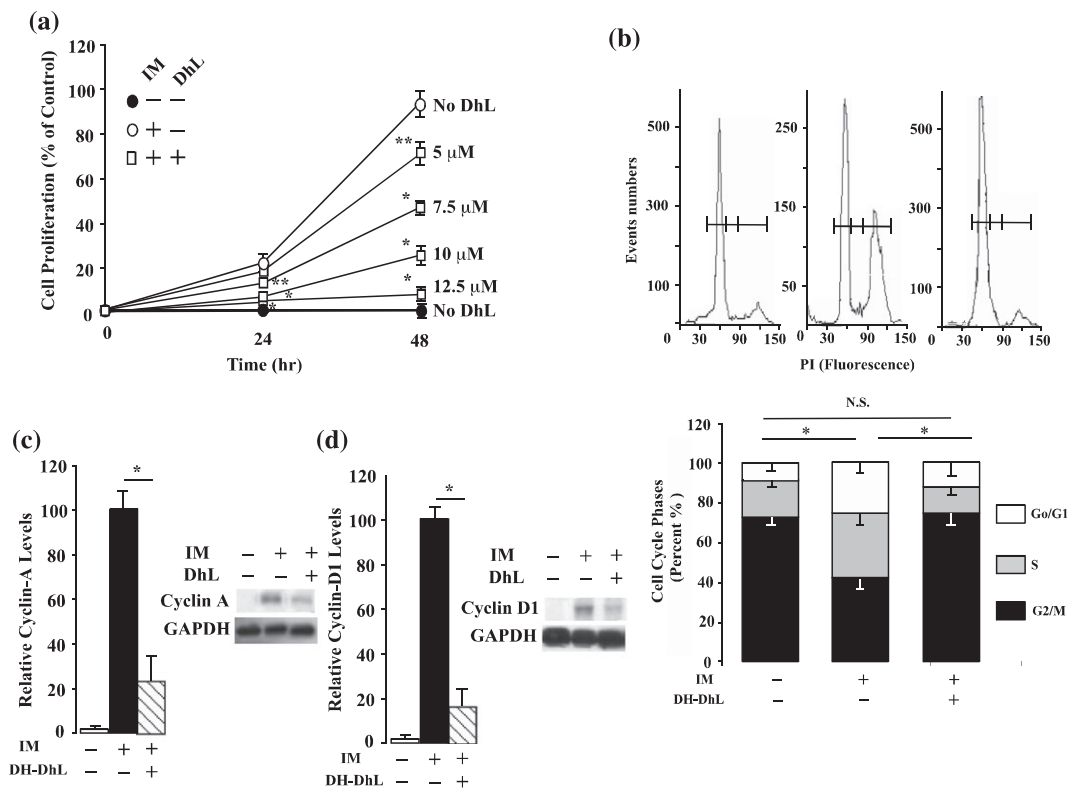 (a)
120
100
80
60
40
20
0
Cell Proliferation (% of Control)
IM DhL
● – –
○ + –
□ + +
No DhL
** 5 µM
* 7.5 µM
* 10 µM
* 12.5 µM
No DhL
**
*
*
0 24 48
Time (hr)
(b)
Events numbers
500
300
100
0 30 90 150
250
150
50
0 30 90 150
500
300
100
0 30 90 150
PI (Fluorescence)
N.S.
* *
Cell Cycle Phases
(Percent %)
120
100
80
60
40
20
0
Go/G1
S
G2/M
IM – + +
DH-DhL – – +
(c)
Relative Cyclin-A Levels
120
100
80
60
40
20
0
*
IM – + +
DH-DhL – – +
IM – + +
DhL – – +
Cyclin A
GAPDH
(d)
Relative Cyclin-D1 Levels
120
100
80
60
40
20
0
*
IM – + +
DH-DhL – – +
IM – + +
DhL – – +
Cyclin D1
GAPDH